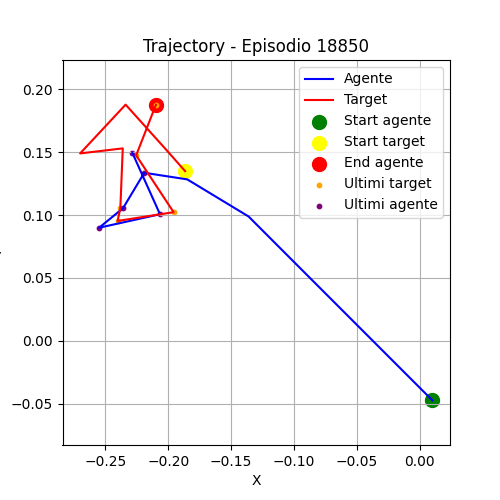 Trajectory - Episodio 18850
Agente
Target
Start agente
Start target
End agente
Ultimi target
Ultimi agente
0.20
0.15
0.10
0.05
0.00
−0.05
−0.25
−0.20
−0.15
−0.10
−0.05
0.00
X